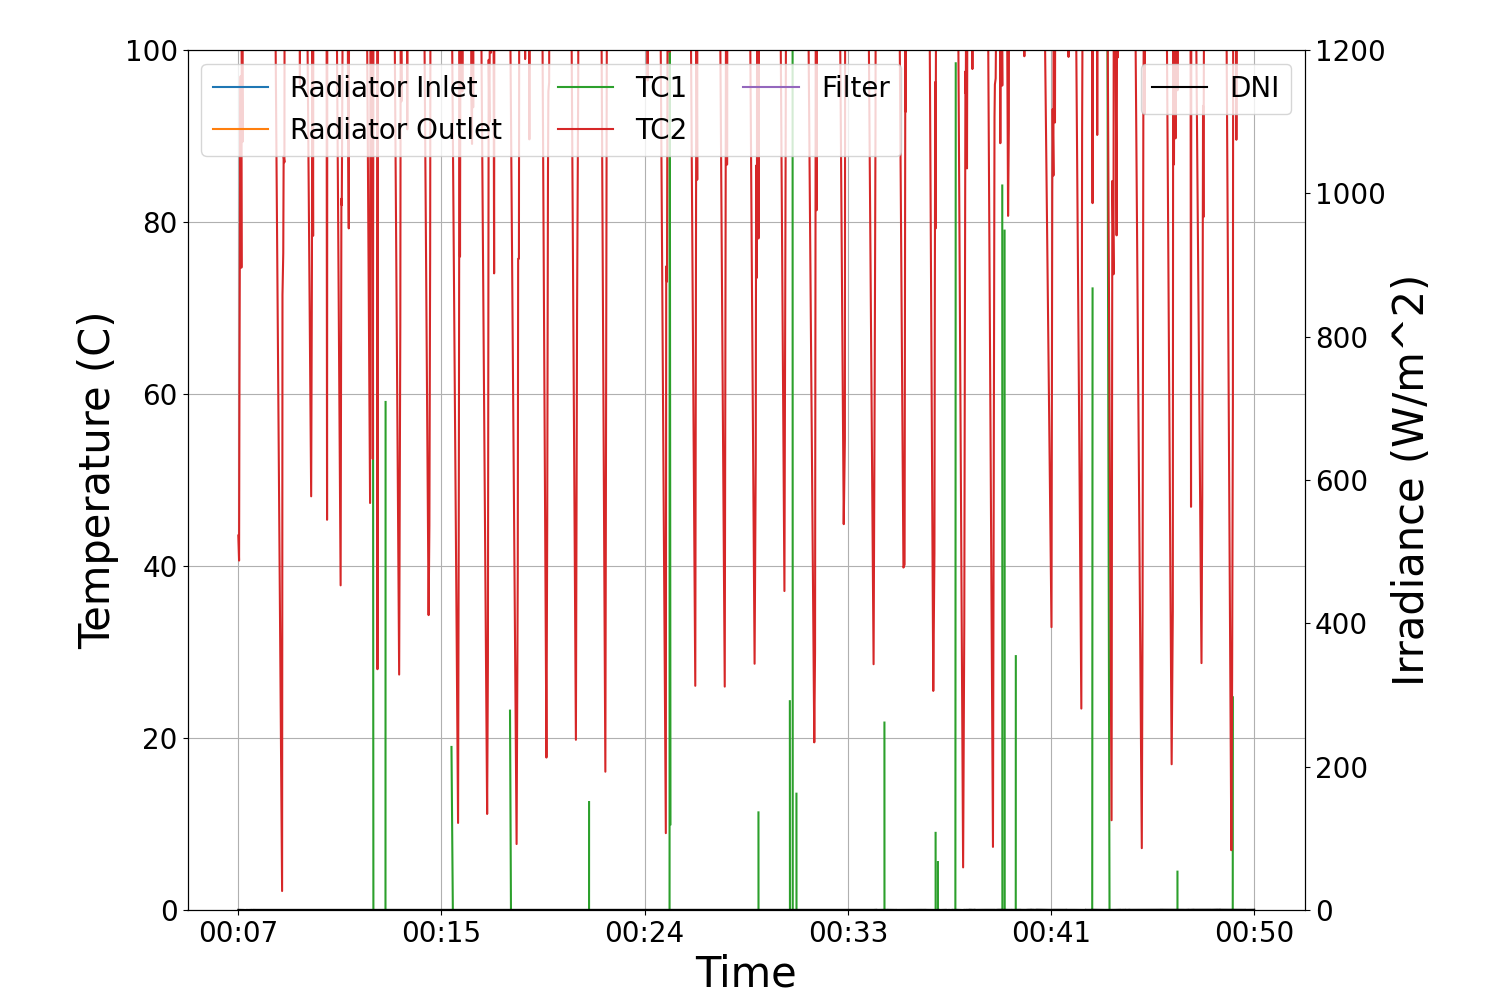 Radiator Inlet
Radiator Outlet
TC1
TC2
Filter
DNI
Temperature (C)
100
80
60
40
20
0
1200
1000
800
600
400
200
0
Irradiance (W/m^2)
00:07 00:15 00:24 00:33 00:41 00:50
Time